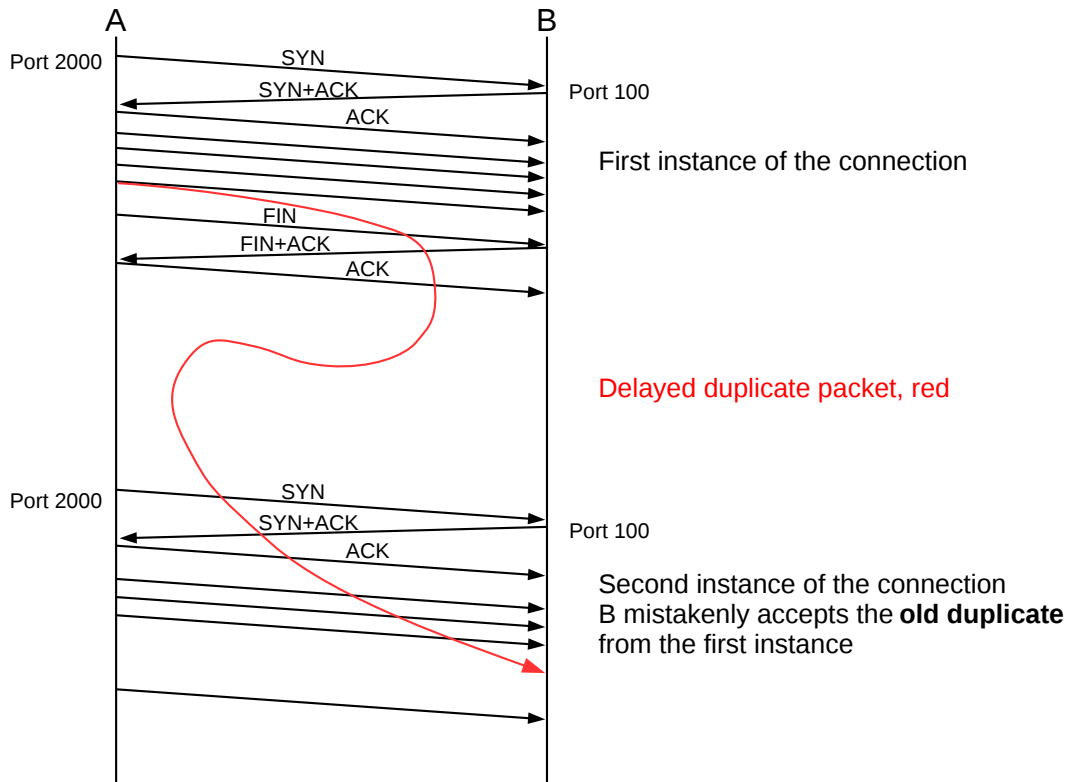 A
B
Port 2000
SYN
SYN+ACK
Port 100
ACK
First instance of the connection
FIN
FIN+ACK
ACK
Delayed duplicate packet, red
Port 2000
SYN
SYN+ACK
Port 100
ACK
Second instance of the connection
B mistakenly accepts the old duplicate
from the first instance